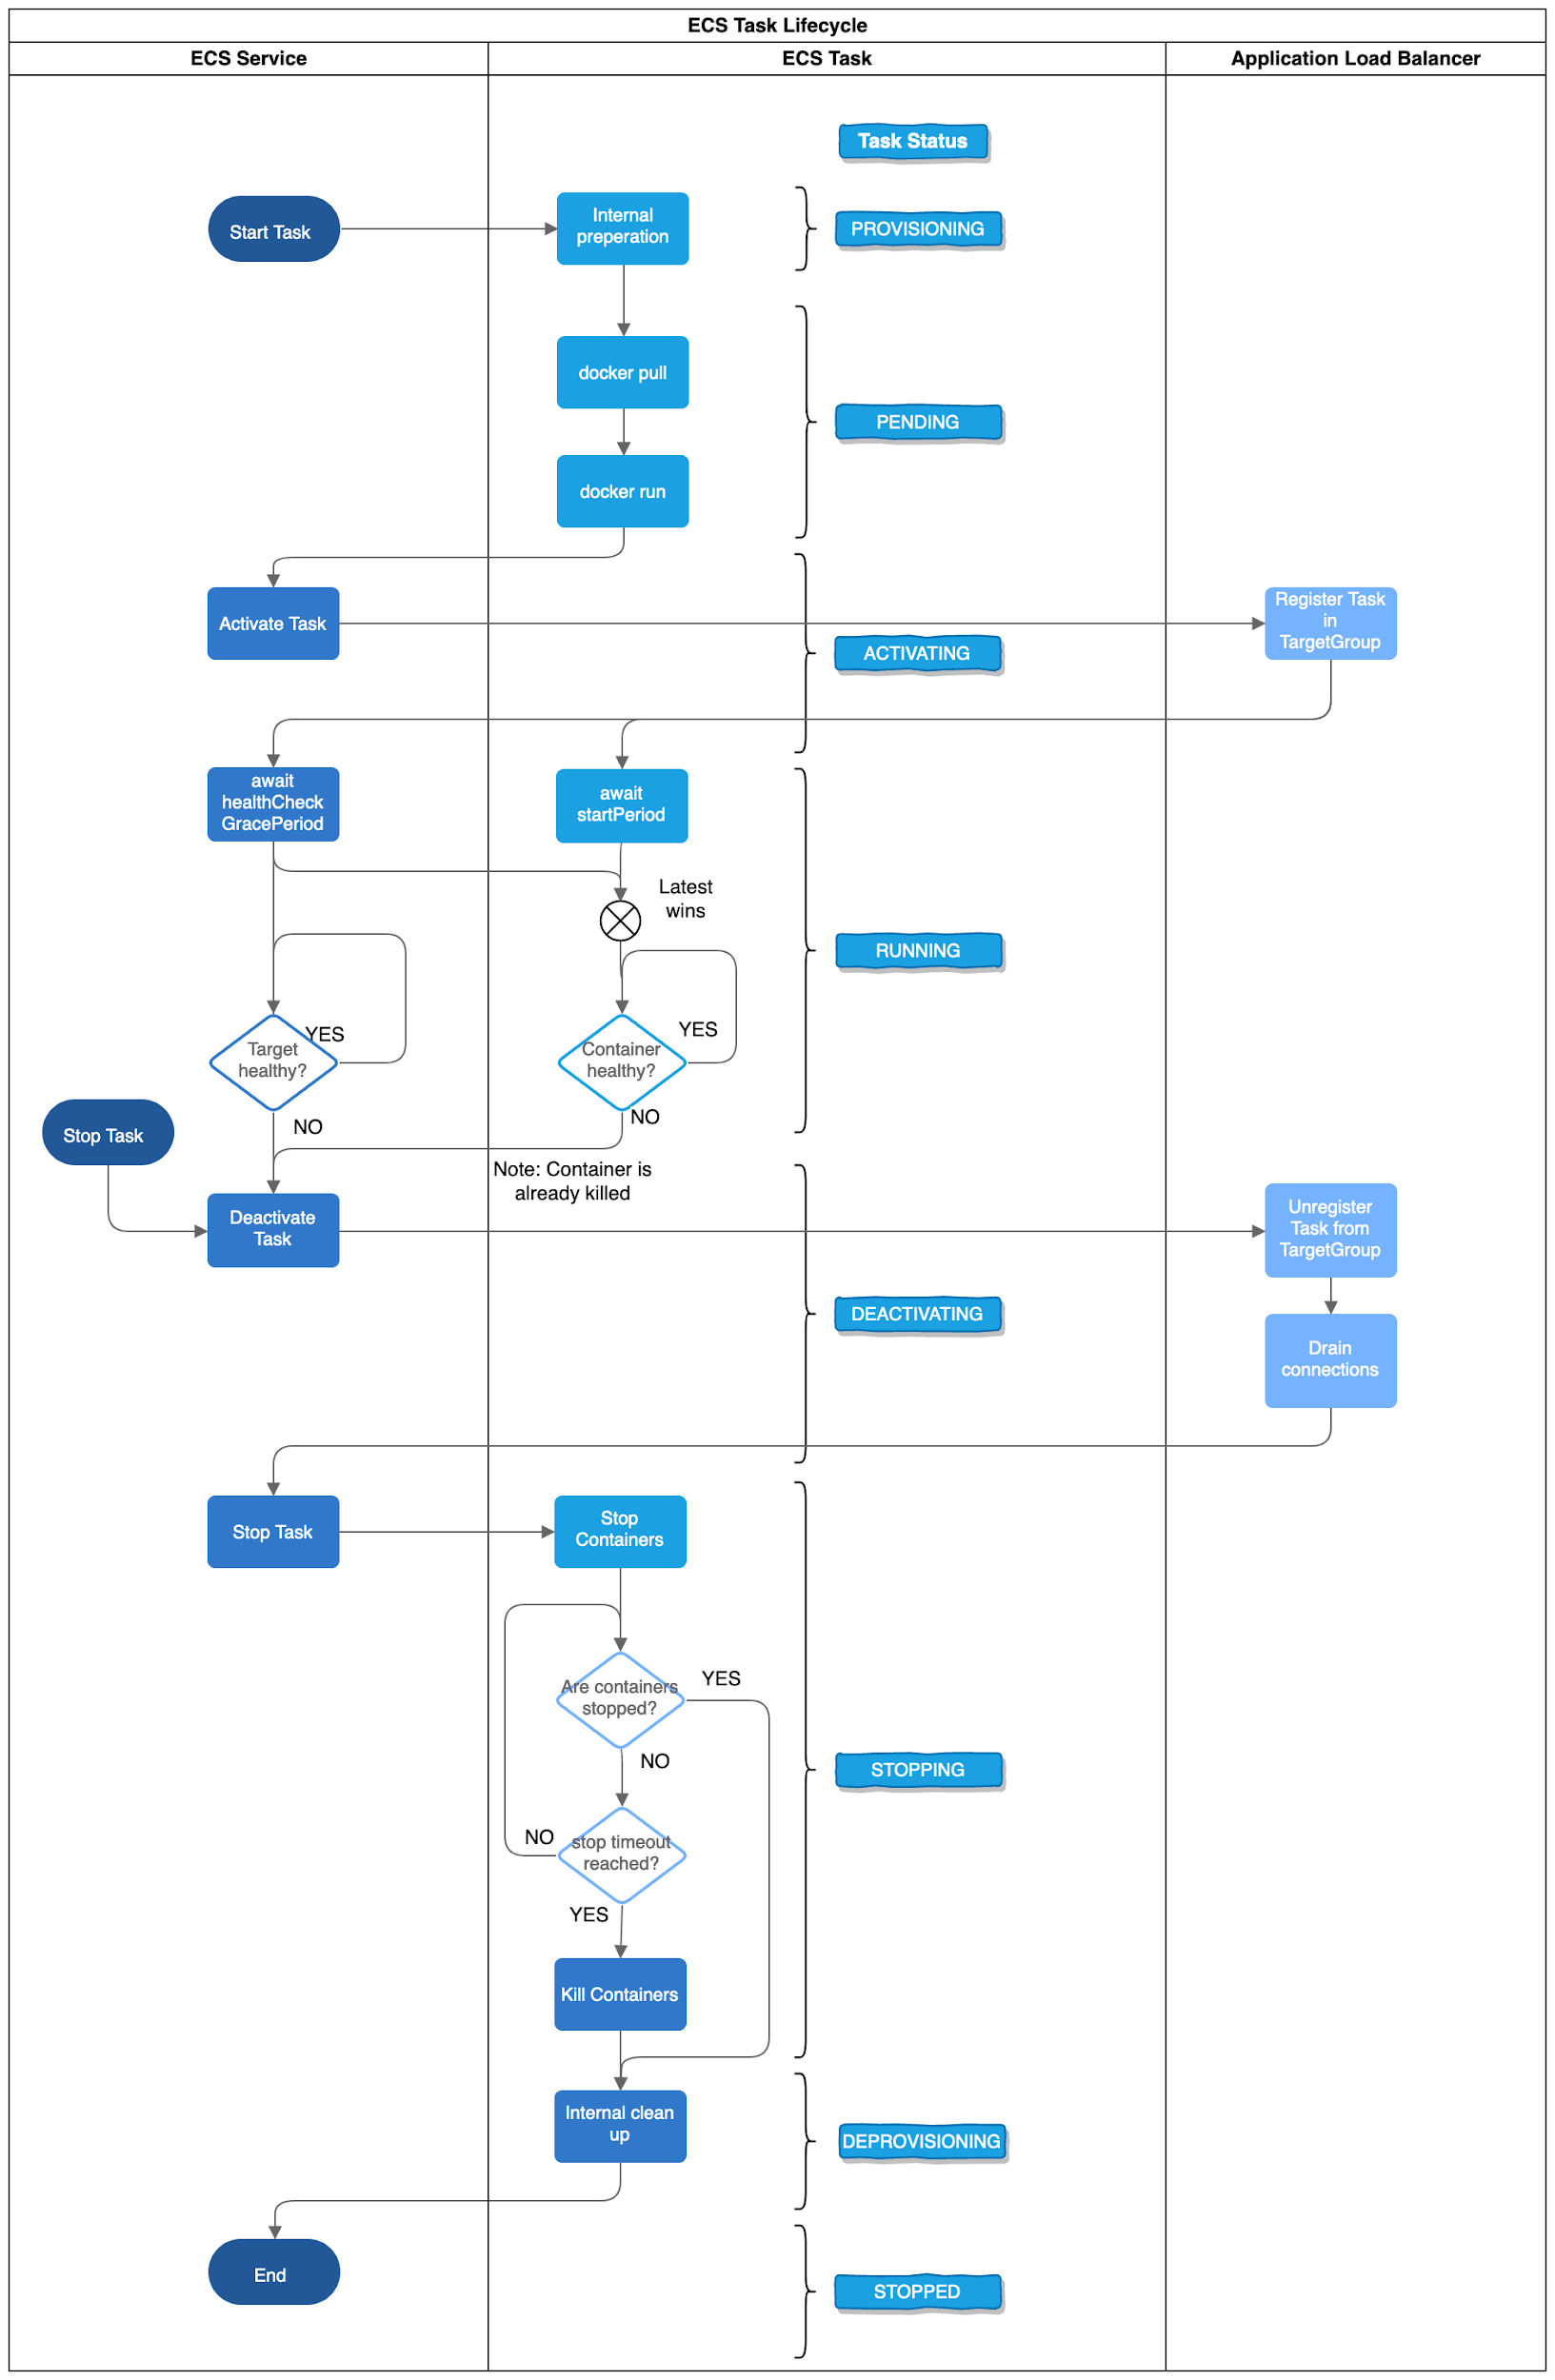 ECS Task Lifecycle
ECS Service
ECS Task
Application Load Balancer
Task Status
Start Task
Internal
preperation
PROVISIONING
docker pull
PENDING
docker run
Activate Task
Register Task
in
TargetGroup
ACTIVATING
await
healthCheck
GracePeriod
await
startPeriod
Latest
wins
RUNNING
YES
Target
healthy?
YES
Container
healthy?
NO
NO
Stop Task
Note: Container is
already killed
Deactivate
Task
Unregister
Task from
TargetGroup
DEACTIVATING
Drain
connections
Stop Task
Stop
Containers
Are containers
stopped?
YES
NO
STOPPING
NO
stop timeout
reached?
YES
Kill Containers
Internal clean
up
DEPROVISIONING
End
STOPPED